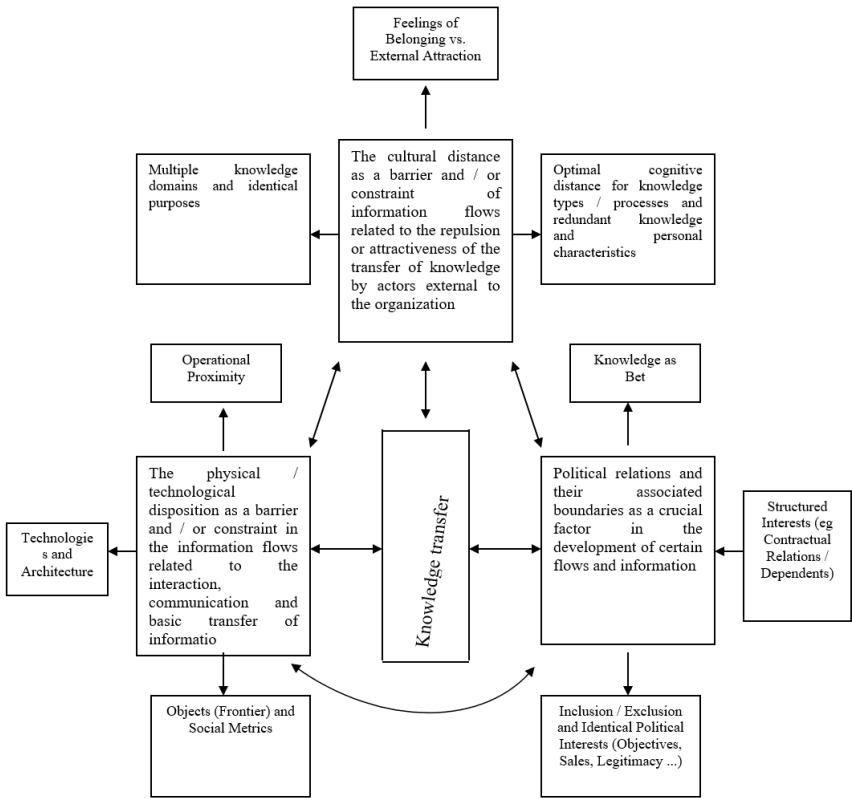 Feelings of
Belonging vs.
External Attraction
Multiple knowledge
domains and identical
purposes
The cultural distance
as a barrier and / or
constraint of
information flows
related to the repulsion
or attractiveness of the
transfer of knowledge
by actors external to
the organization
Optimal cognitive
distance for knowledge
types / processes and
redundant knowledge
and personal
characteristics
Operational
Proximity
Knowledge as
Bet
The physical /
technological
disposition as a barrier
and / or constraint in
the information flows
related to the
interaction,
communication and
basic transfer of
informatio
Knowledge transfer
Political relations and
their associated
boundaries as a crucial
factor in the
development of certain
flows and information
Technologie
s and
Architecture
Structured
Interests (eg
Contractual
Relations /
Dependents)
Objects (Frontier) and
Social Metrics
Inclusion / Exclusion
and Identical Political
Interests (Objectives,
Sales, Legitimacy ...)